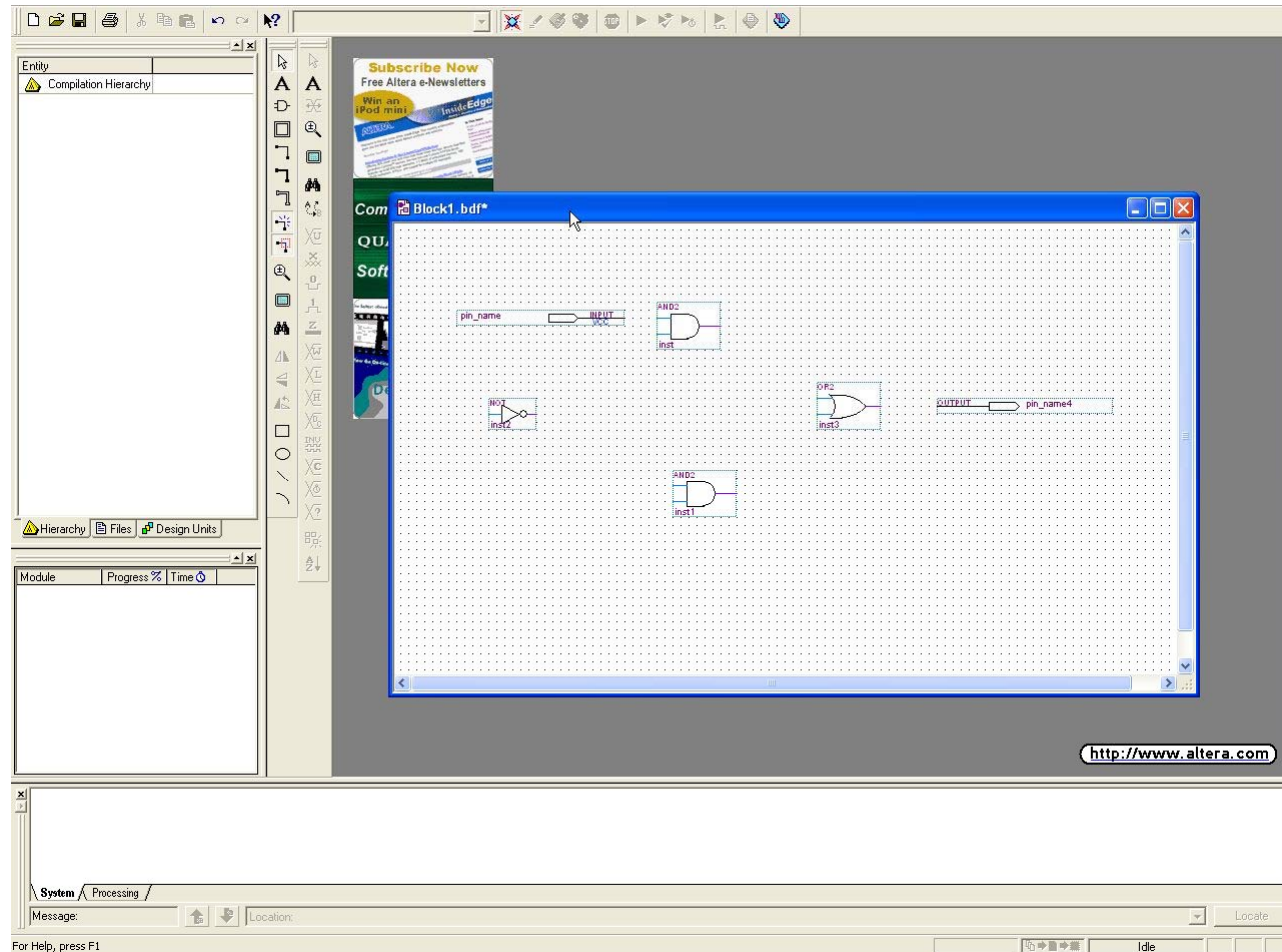 Entity
Compilation Hierarchy
Hierarchy Files Design Units
Module Progress % Time
Subscribe Now
Free Altera e-Newsletters
Win an
iPod mini
InsideEdge
Com
QU
Soft
Block1.bdf*
pin_name INPUT
VCC
AND2
inst
NOT
inst2
OR2
inst3
OUTPUT pin_name4
AND2
inst1
http://www.altera.com
System Processing
Message: Location: Locate
For Help, press F1 Idle